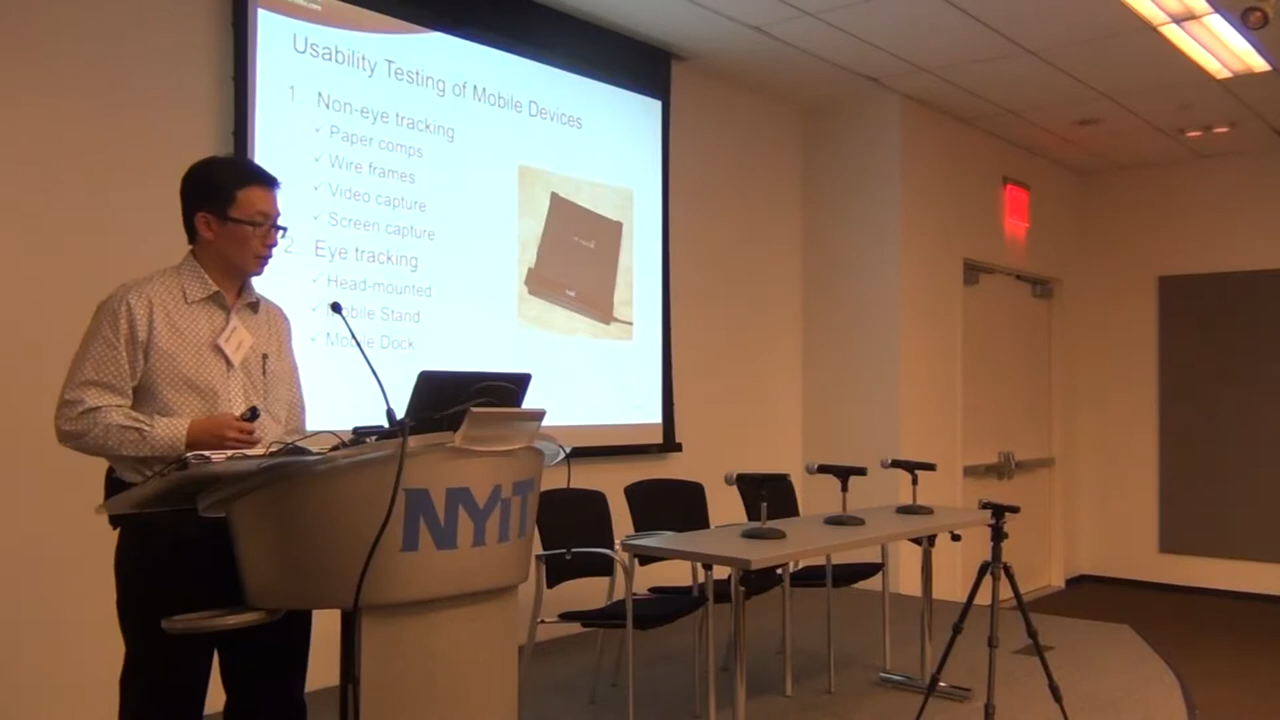 Usability Testing of Mobile Devices
1. Non-eye tracking
✓ Paper comps
✓ Wire frames
✓ Video capture
✓ Screen capture
2. Eye tracking
✓ Head-mounted
✓ Mobile Stand
✓ Mobile Dock
NYIT